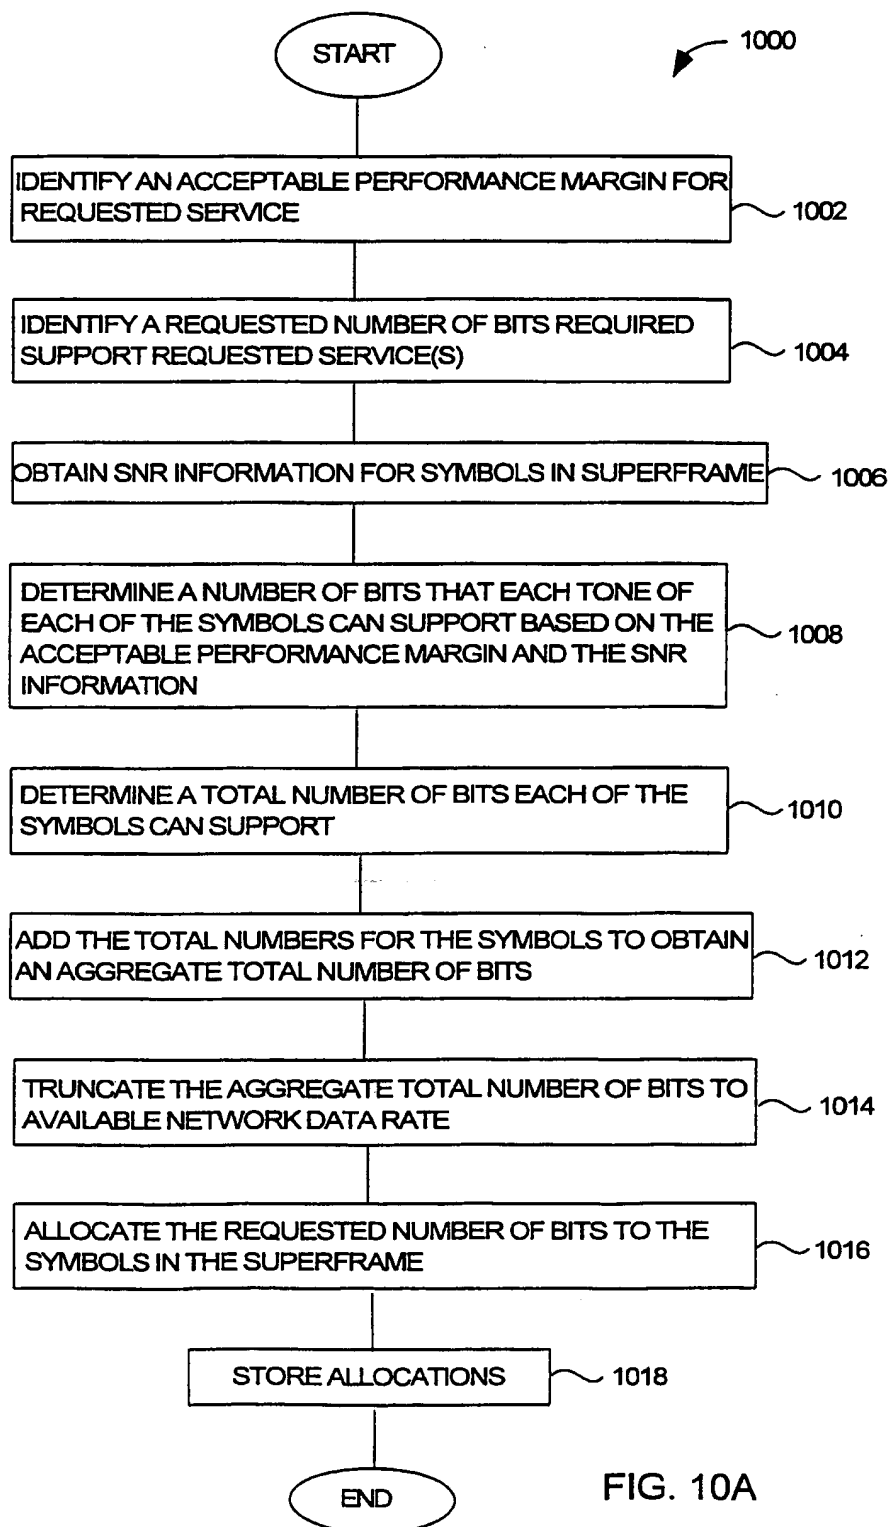 START
1000
IDENTIFY AN ACCEPTABLE PERFORMANCE MARGIN FOR
REQUESTED SERVICE
1002
IDENTIFY A REQUESTED NUMBER OF BITS REQUIRED
SUPPORT REQUESTED SERVICE(S)
1004
OBTAIN SNR INFORMATION FOR SYMBOLS IN SUPERFRAME
1006
DETERMINE A NUMBER OF BITS THAT EACH TONE OF
EACH OF THE SYMBOLS CAN SUPPORT BASED ON THE
ACCEPTABLE PERFORMANCE MARGIN AND THE SNR
INFORMATION
1008
DETERMINE A TOTAL NUMBER OF BITS EACH OF THE
SYMBOLS CAN SUPPORT
1010
ADD THE TOTAL NUMBERS FOR THE SYMBOLS TO OBTAIN
AN AGGREGATE TOTAL NUMBER OF BITS
1012
TRUNCATE THE AGGREGATE TOTAL NUMBER OF BITS TO
AVAILABLE NETWORK DATA RATE
1014
ALLOCATE THE REQUESTED NUMBER OF BITS TO THE
SYMBOLS IN THE SUPERFRAME
1016
STORE ALLOCATIONS
1018
END
FIG. 10A